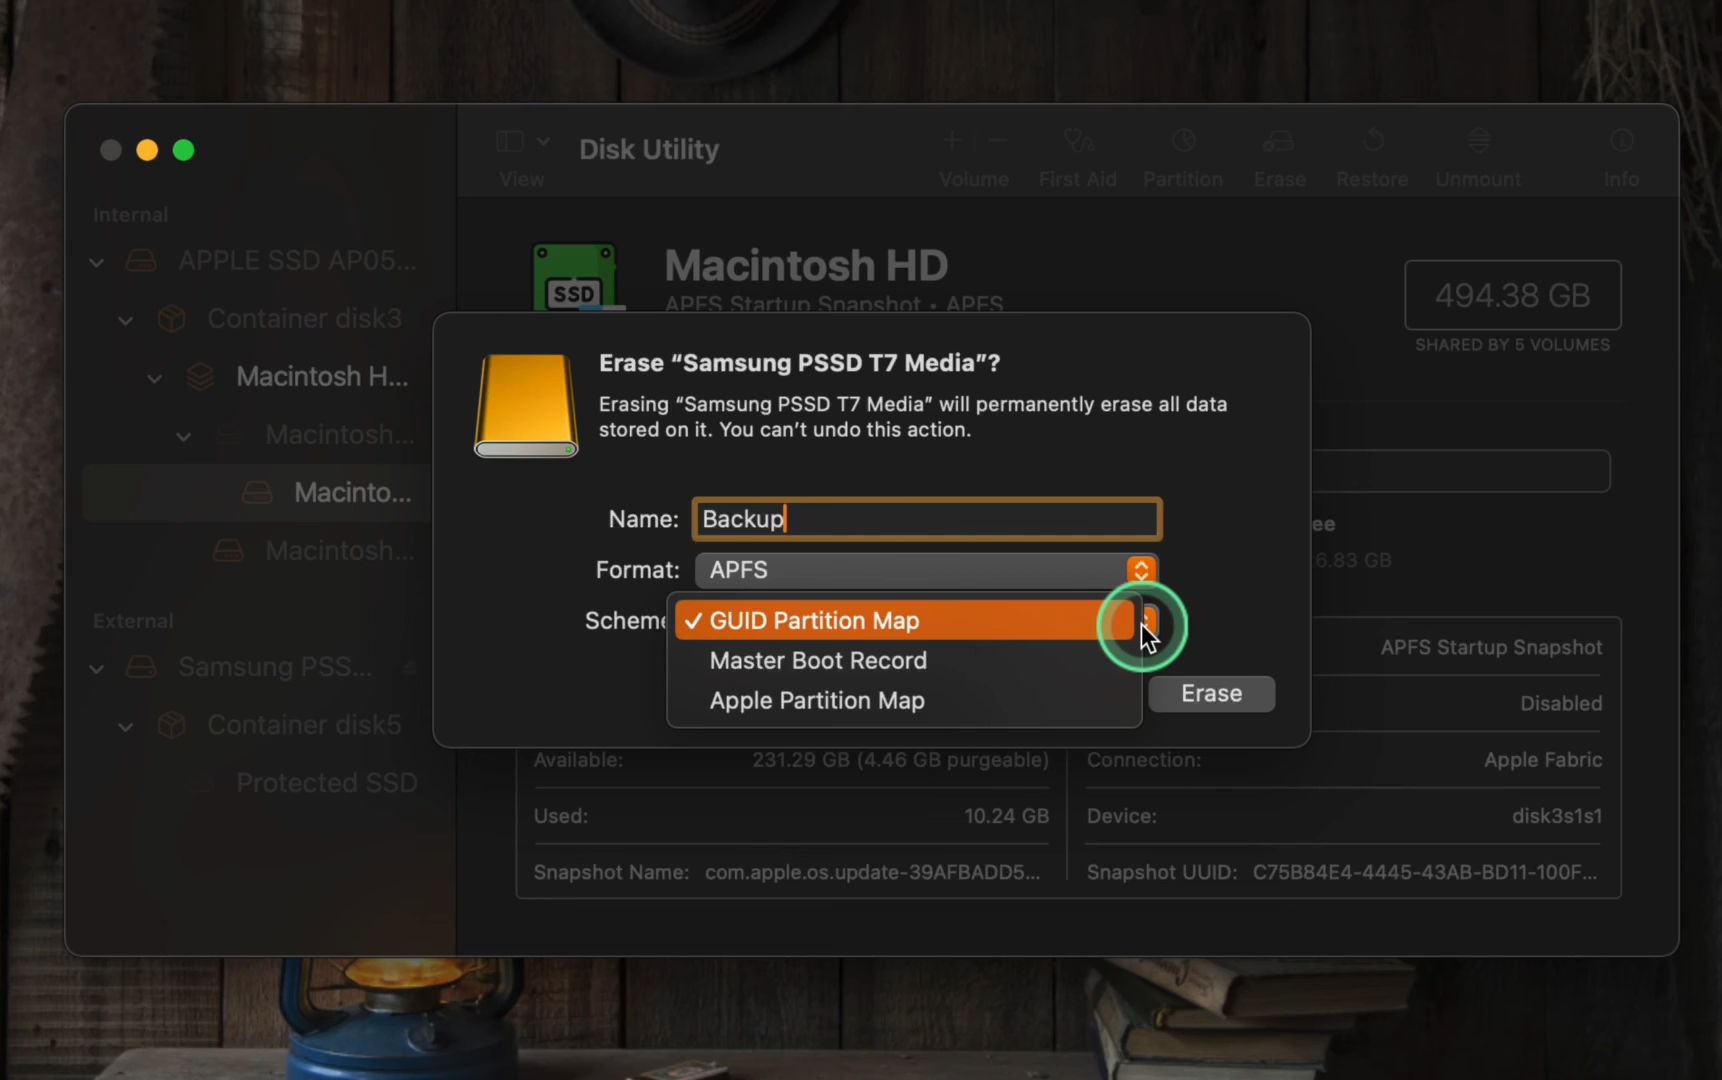 Disk Utility
View
Volume
First Aid
Partition
Erase
Restore
Unmount
Info
Internal
APPLE SSD AP05...
Container disk3
Macintosh H...
Macintosh...
Macinto...
Macintosh...
External
Samsung PSS...
Container disk5
Protected SSD
SSD
Macintosh HD
APFS Startup Snapshot • APFS
494.38 GB
SHARED BY 5 VOLUMES
Erase “Samsung PSSD T7 Media”?
Erasing “Samsung PSSD T7 Media” will permanently erase all data
stored on it. You can’t undo this action.
Name: Backup
Format: APFS
Scheme
✓ GUID Partition Map
Master Boot Record
Apple Partition Map
Erase
ee
6.83 GB
APFS Startup Snapshot
Disabled
Available: 231.29 GB (4.46 GB purgeable)
Connection: Apple Fabric
Used: 10.24 GB
Device: disk3s1s1
Snapshot Name: com.apple.os.update-39AFBADD5...
Snapshot UUID: C75B84E4-4445-43AB-BD11-100F...